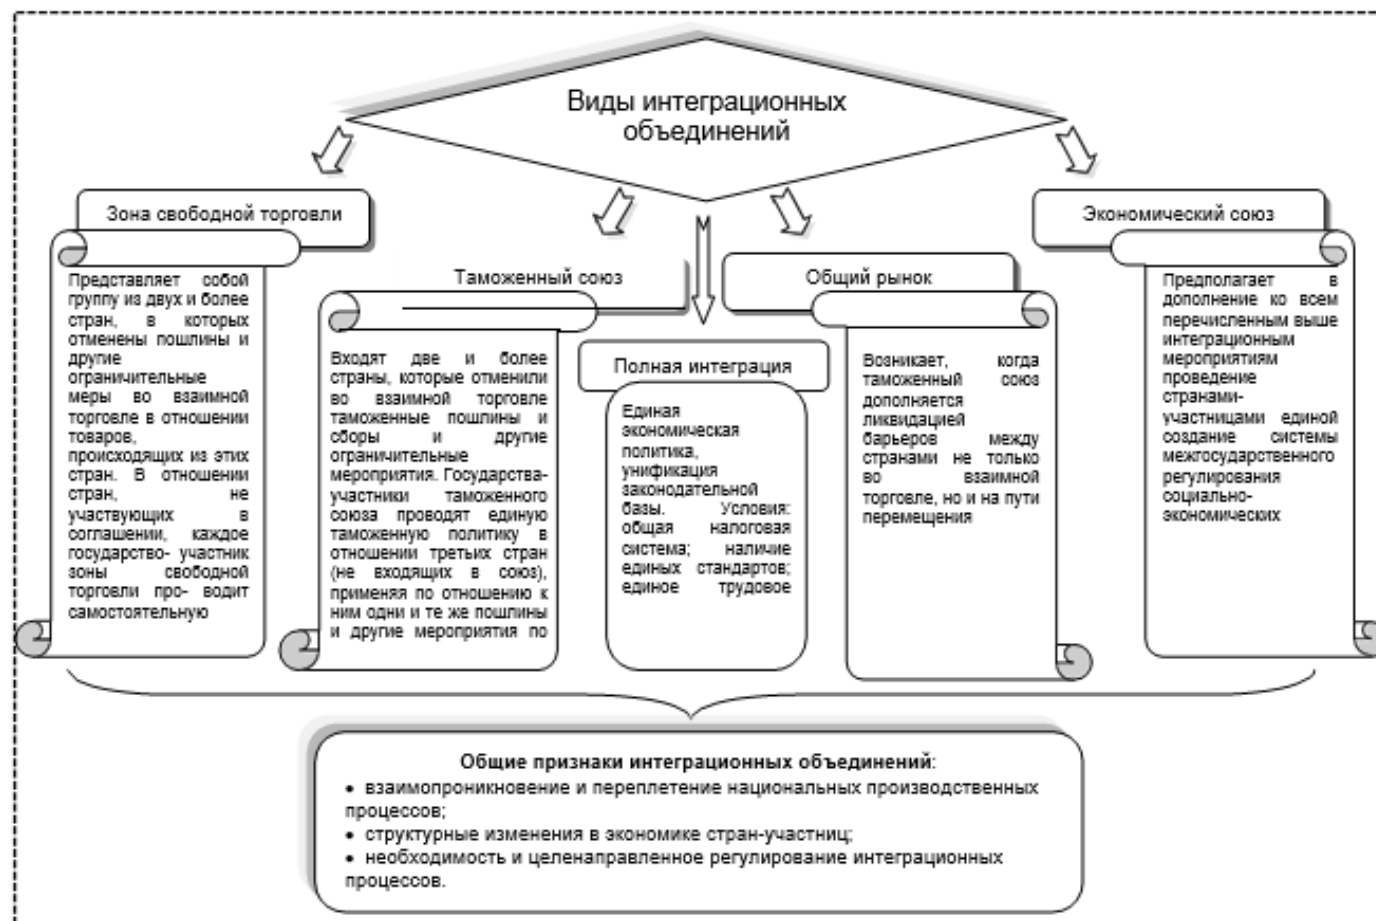 Виды интеграционных
объединений
Зона свободной торговли
Представляет собой
группу из двух и более
стран, в которых
отменены пошлины и
другие
ограничительные
меры во взаимной
торговле в отношении
товаров,
происходящих из этих
стран. В отношении
стран, не
участвующих в
соглашении, каждое
государство- участник
зоны свободной
торговли про- водит
самостоятельную
Таможенный союз
Входят две и более
страны, которые отменили
во взаимной торговле
таможенные пошлины и
сборы и другие
ограничительные
мероприятия. Государства-
участники таможенного
союза проводят единую
таможенную политику в
отношении третьих стран
(не входящих в союз),
применяя по отношению к
ним одни и те же пошлины
и другие мероприятия по
Полная интеграция
Единая
экономическая
политика,
унификация
законодательной
базы. Условия:
общая налоговая
система; наличие
единых стандартов;
единое трудовое
Общий рынок
Возникает, когда
таможенный союз
дополняется
ликвидацией
барьеров между
странами не только
во взаимной
торговле, но и на пути
перемещения
Экономический союз
Предполагает в
дополнение ко всем
перечисленным выше
интеграционным
мероприятиям
проведение
странами-
участницами единой
создание системы
межгосударственного
регулирования
социально-
экономических
Общие признаки интеграционных объединений:
• взаимопроникновение и переплетение национальных производственных
процессов;
• структурные изменения в экономике стран-участниц;
• необходимость и целенаправленное регулирование интеграционных
процессов.